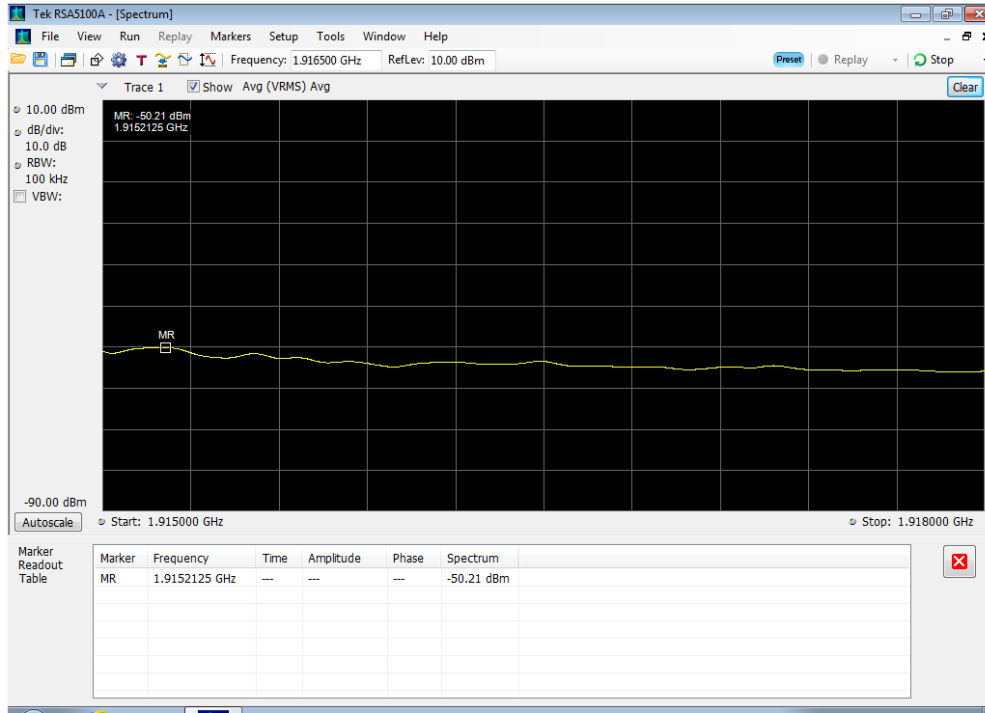 Tek RSA5100A - [Spectrum]
File View Run Replay Markers Setup Tools Window Help
T Frequency: 1.916500 GHz RefLev: 10.00 dBm Preset Replay Stop
Trace 1 Show Avg (VRMS) Avg Clear
10.00 dBm
dB/div:
10.0 dB
RBW:
100 kHz
VBW:
MR: -50.21 dBm
1.9152125 GHz
MR
-90.00 dBm
Autoscale Start: 1.915000 GHz Stop: 1.918000 GHz
Marker
Readout
Table
Marker Frequency Time Amplitude Phase Spectrum
MR 1.9152125 GHz --- --- --- -50.21 dBm